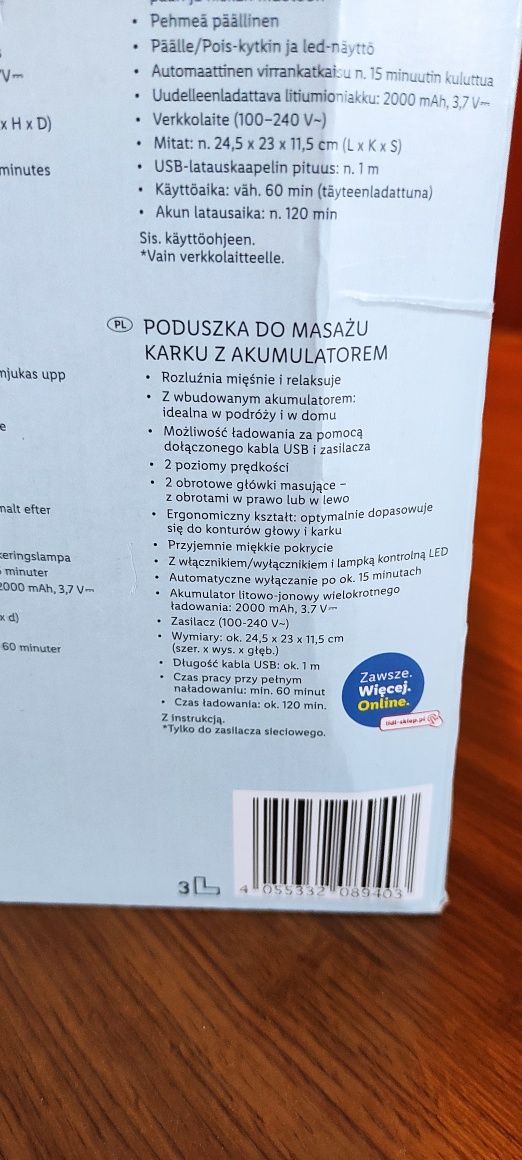 Pehmeä päällinen
• Päälle/Pois-kytkin ja led-näyttö
• Automaattinen virrankatkaisu n. 15 minuutin kuluttua
• Uudelleenladattava litiumioniakku: 2000 mAh, 3,7 V⎓
• Verkkolaite (100–240 V~)
• Mitat: n. 24,5 x 23 x 11,5 cm (L x K x S)
• USB-latauskaapelin pituus: n. 1 m
• Käyttöaika: väh. 60 min (täyteenladattuna)
• Akun latausaika: n. 120 min
Sis. käyttöohjeen.
*Vain verkkolaitteelle.
V⎓
x H x D)
minutes
njukas upp
e
nalt efter
keringslampa
minuter
2000 mAh, 3,7 V⎓
x d)
60 minuter
PL PODUSZKA DO MASAŻU
KARKU Z AKUMULATOREM
• Rozluźnia mięśnie i relaksuje
• Z wbudowanym akumulatorem:
idealna w podróży i w domu
• Możliwość ładowania za pomocą
dołączonego kabla USB i zasilacza
• 2 poziomy prędkości
• 2 obrotowe główki masujące –
z obrotami w prawo lub w lewo
• Ergonomiczny kształt: optymalnie dopasowuje
się do konturów głowy i karku
• Przyjemnie miękkie pokrycie
• Z włącznikiem/wyłącznikiem i lampką kontrolną LED
• Automatyczne wyłączanie po ok. 15 minutach
• Akumulator litowo-jonowy wielokrotnego
ładowania: 2000 mAh, 3.7 V⎓
• Zasilacz (100-240 V~)
• Wymiary: ok. 24,5 x 23 x 11,5 cm
(szer. x wys. x głęb.)
• Długość kabla USB: ok. 1 m
• Czas pracy przy pełnym
naładowaniu: min. 60 minut
• Czas ładowania: ok. 120 min.
Z instrukcją.
*Tylko do zasilacza sieciowego.
Zawsze.
Więcej.
Online.
lidl-sklep.pl
3L
4 055332 089403